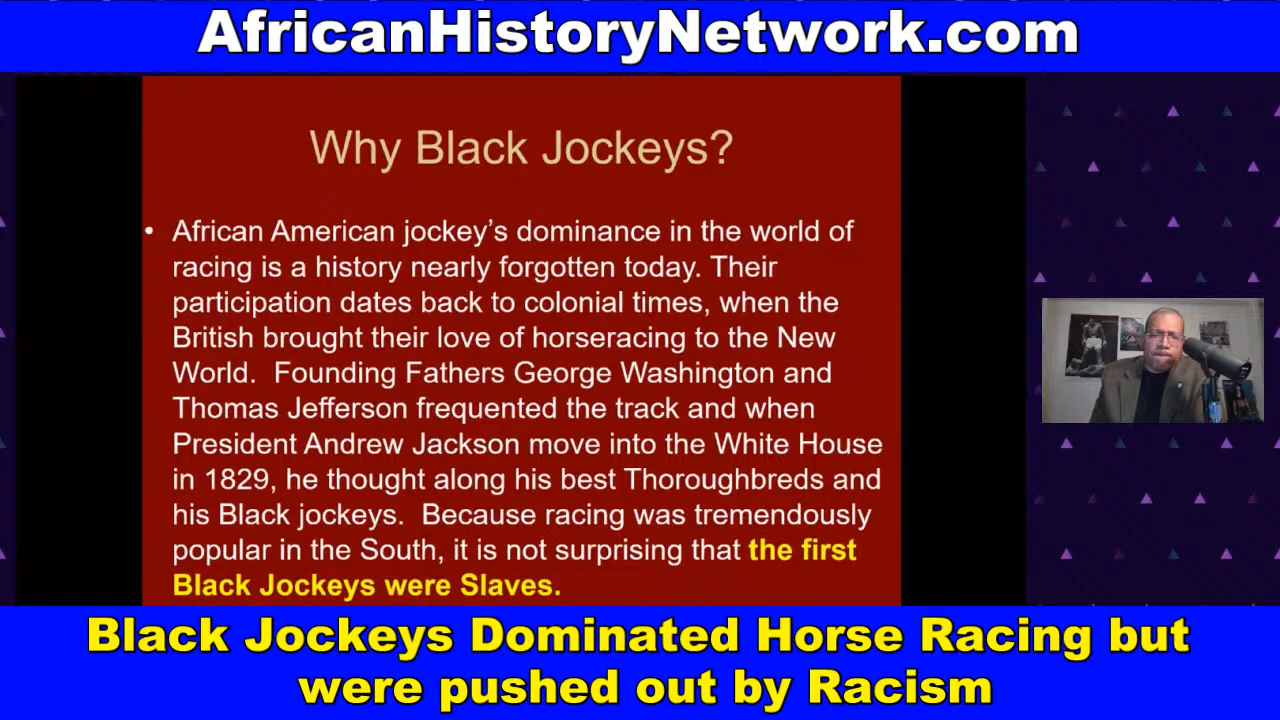 AfricanHistoryNetwork.com
Why Black Jockeys?
• African American jockey’s dominance in the world of
racing is a history nearly forgotten today. Their
participation dates back to colonial times, when the
British brought their love of horseracing to the New
World.  Founding Fathers George Washington and
Thomas Jefferson frequented the track and when
President Andrew Jackson move into the White House
in 1829, he thought along his best Thoroughbreds and
his Black jockeys.  Because racing was tremendously
popular in the South, it is not surprising that the first
Black Jockeys were Slaves.
Black Jockeys Dominated Horse Racing but
were pushed out by Racism